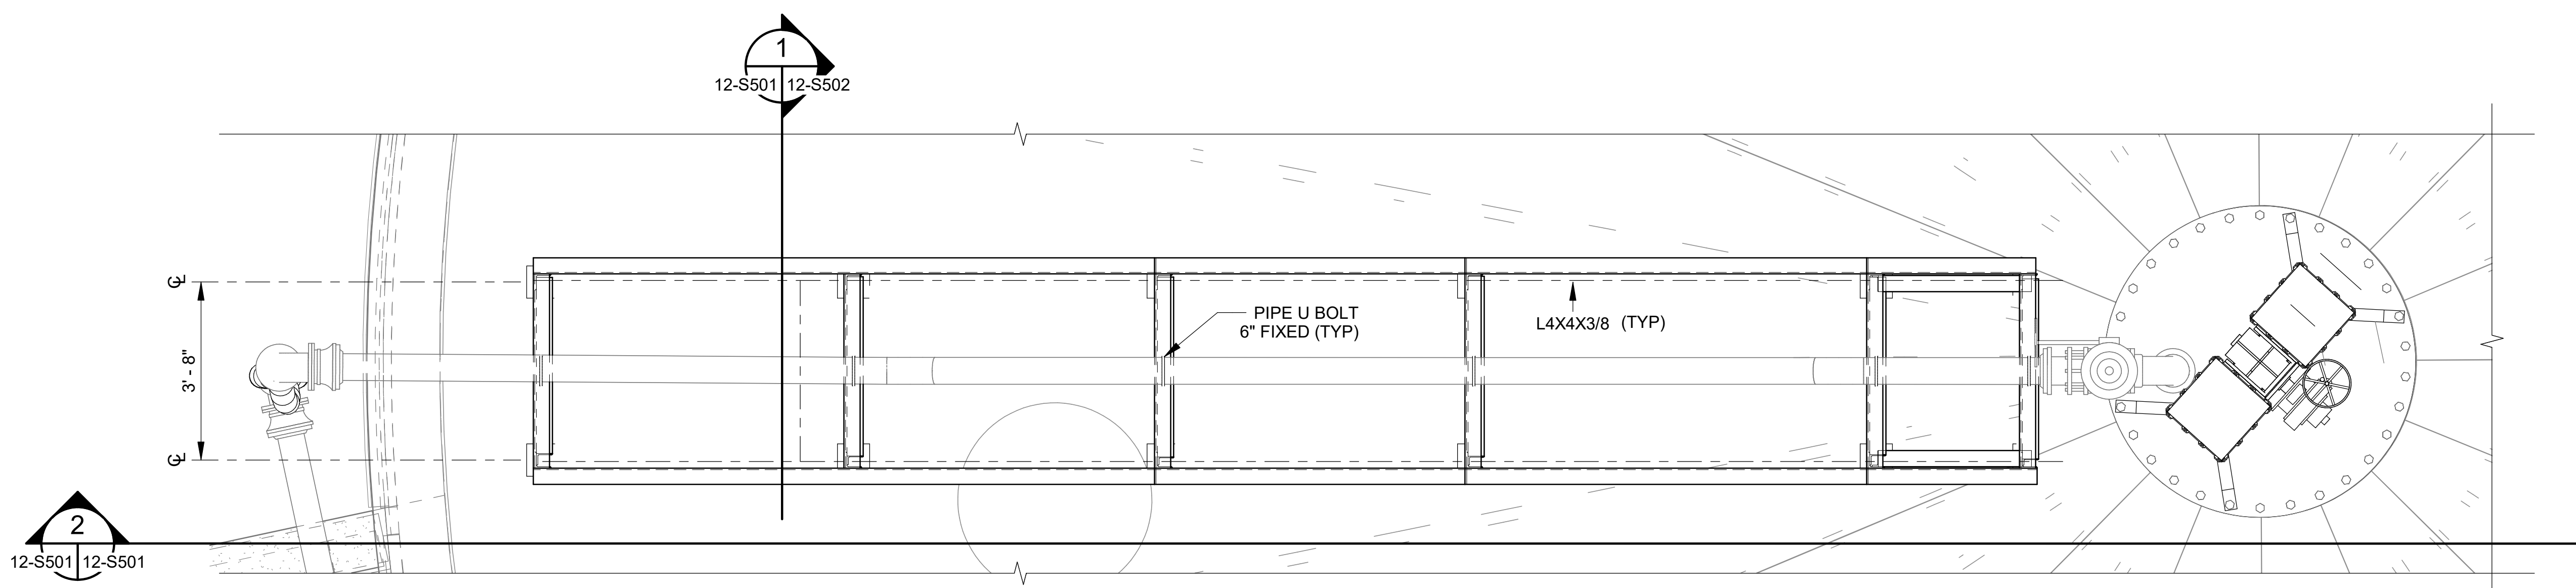 1
12-S501 12-S502
℄
PIPE U BOLT
6" FIXED (TYP)
L4X4X3/8 (TYP)
3' - 8"
℄
2
12-S501 12-S501